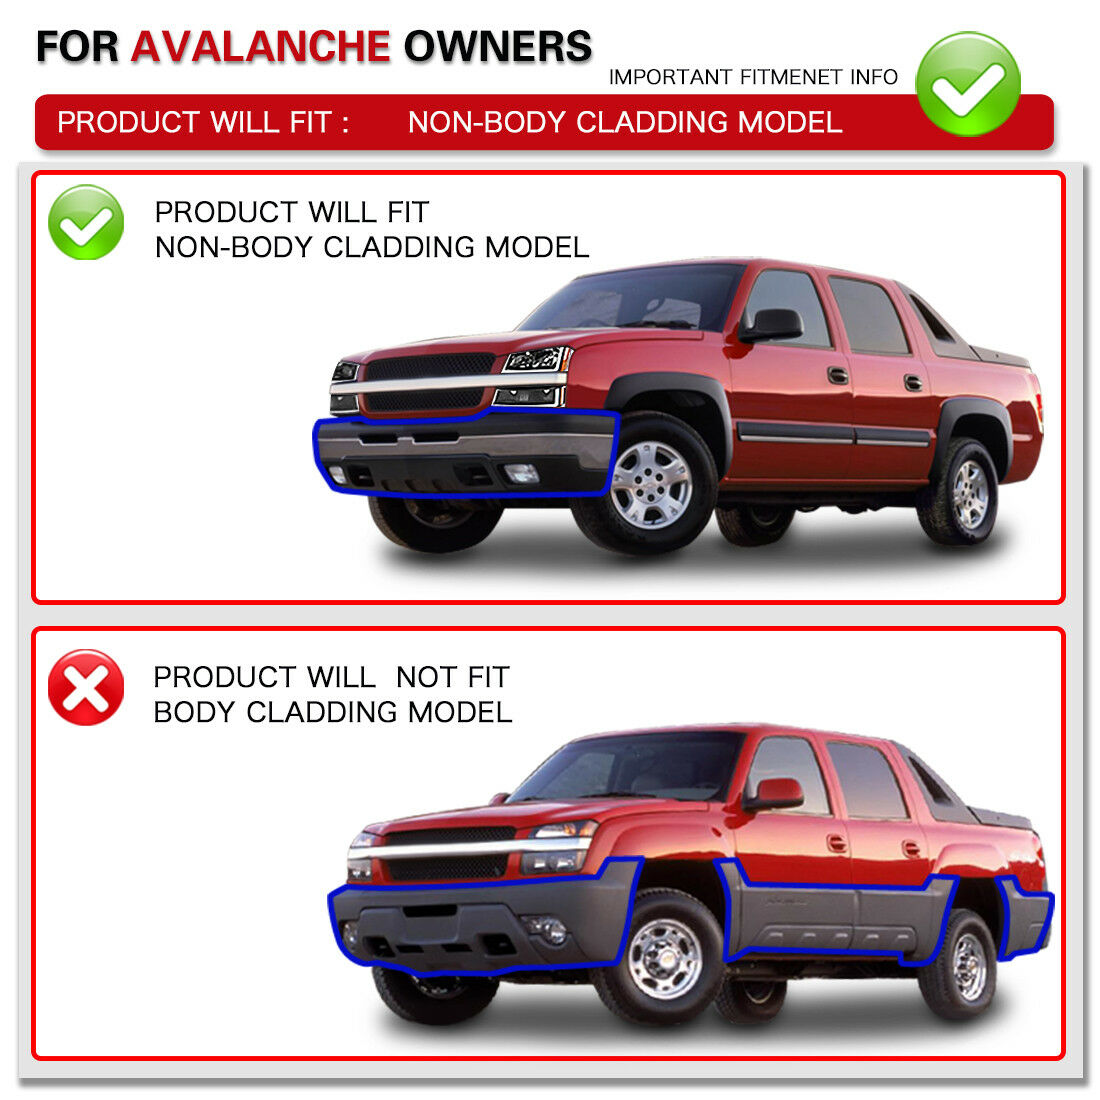 FOR AVALANCHE OWNERS
IMPORTANT FITMENET INFO
PRODUCT WILL FIT : NON-BODY CLADDING MODEL
PRODUCT WILL FIT
NON-BODY CLADDING MODEL
PRODUCT WILL NOT FIT
BODY CLADDING MODEL